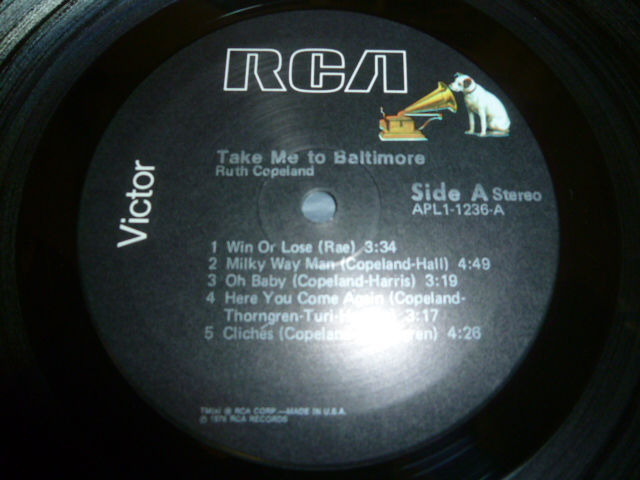 RCA
Victor
Take Me to Baltimore
Ruth Copeland
Side A Stereo
APL1-1236-A
1 Win Or Lose (Rae) 3:34
2 Milky Way Man (Copeland-Hall) 4:49
3 Oh Baby (Copeland-Harris) 3:19
4 Here You Come Again (Copeland-
Thorngren-Turi- 3:17
5 Clichés 4:26
TM(s) ® RCA CORP.—MADE IN U.S.A.
℗ 1976 RCA RECORDS